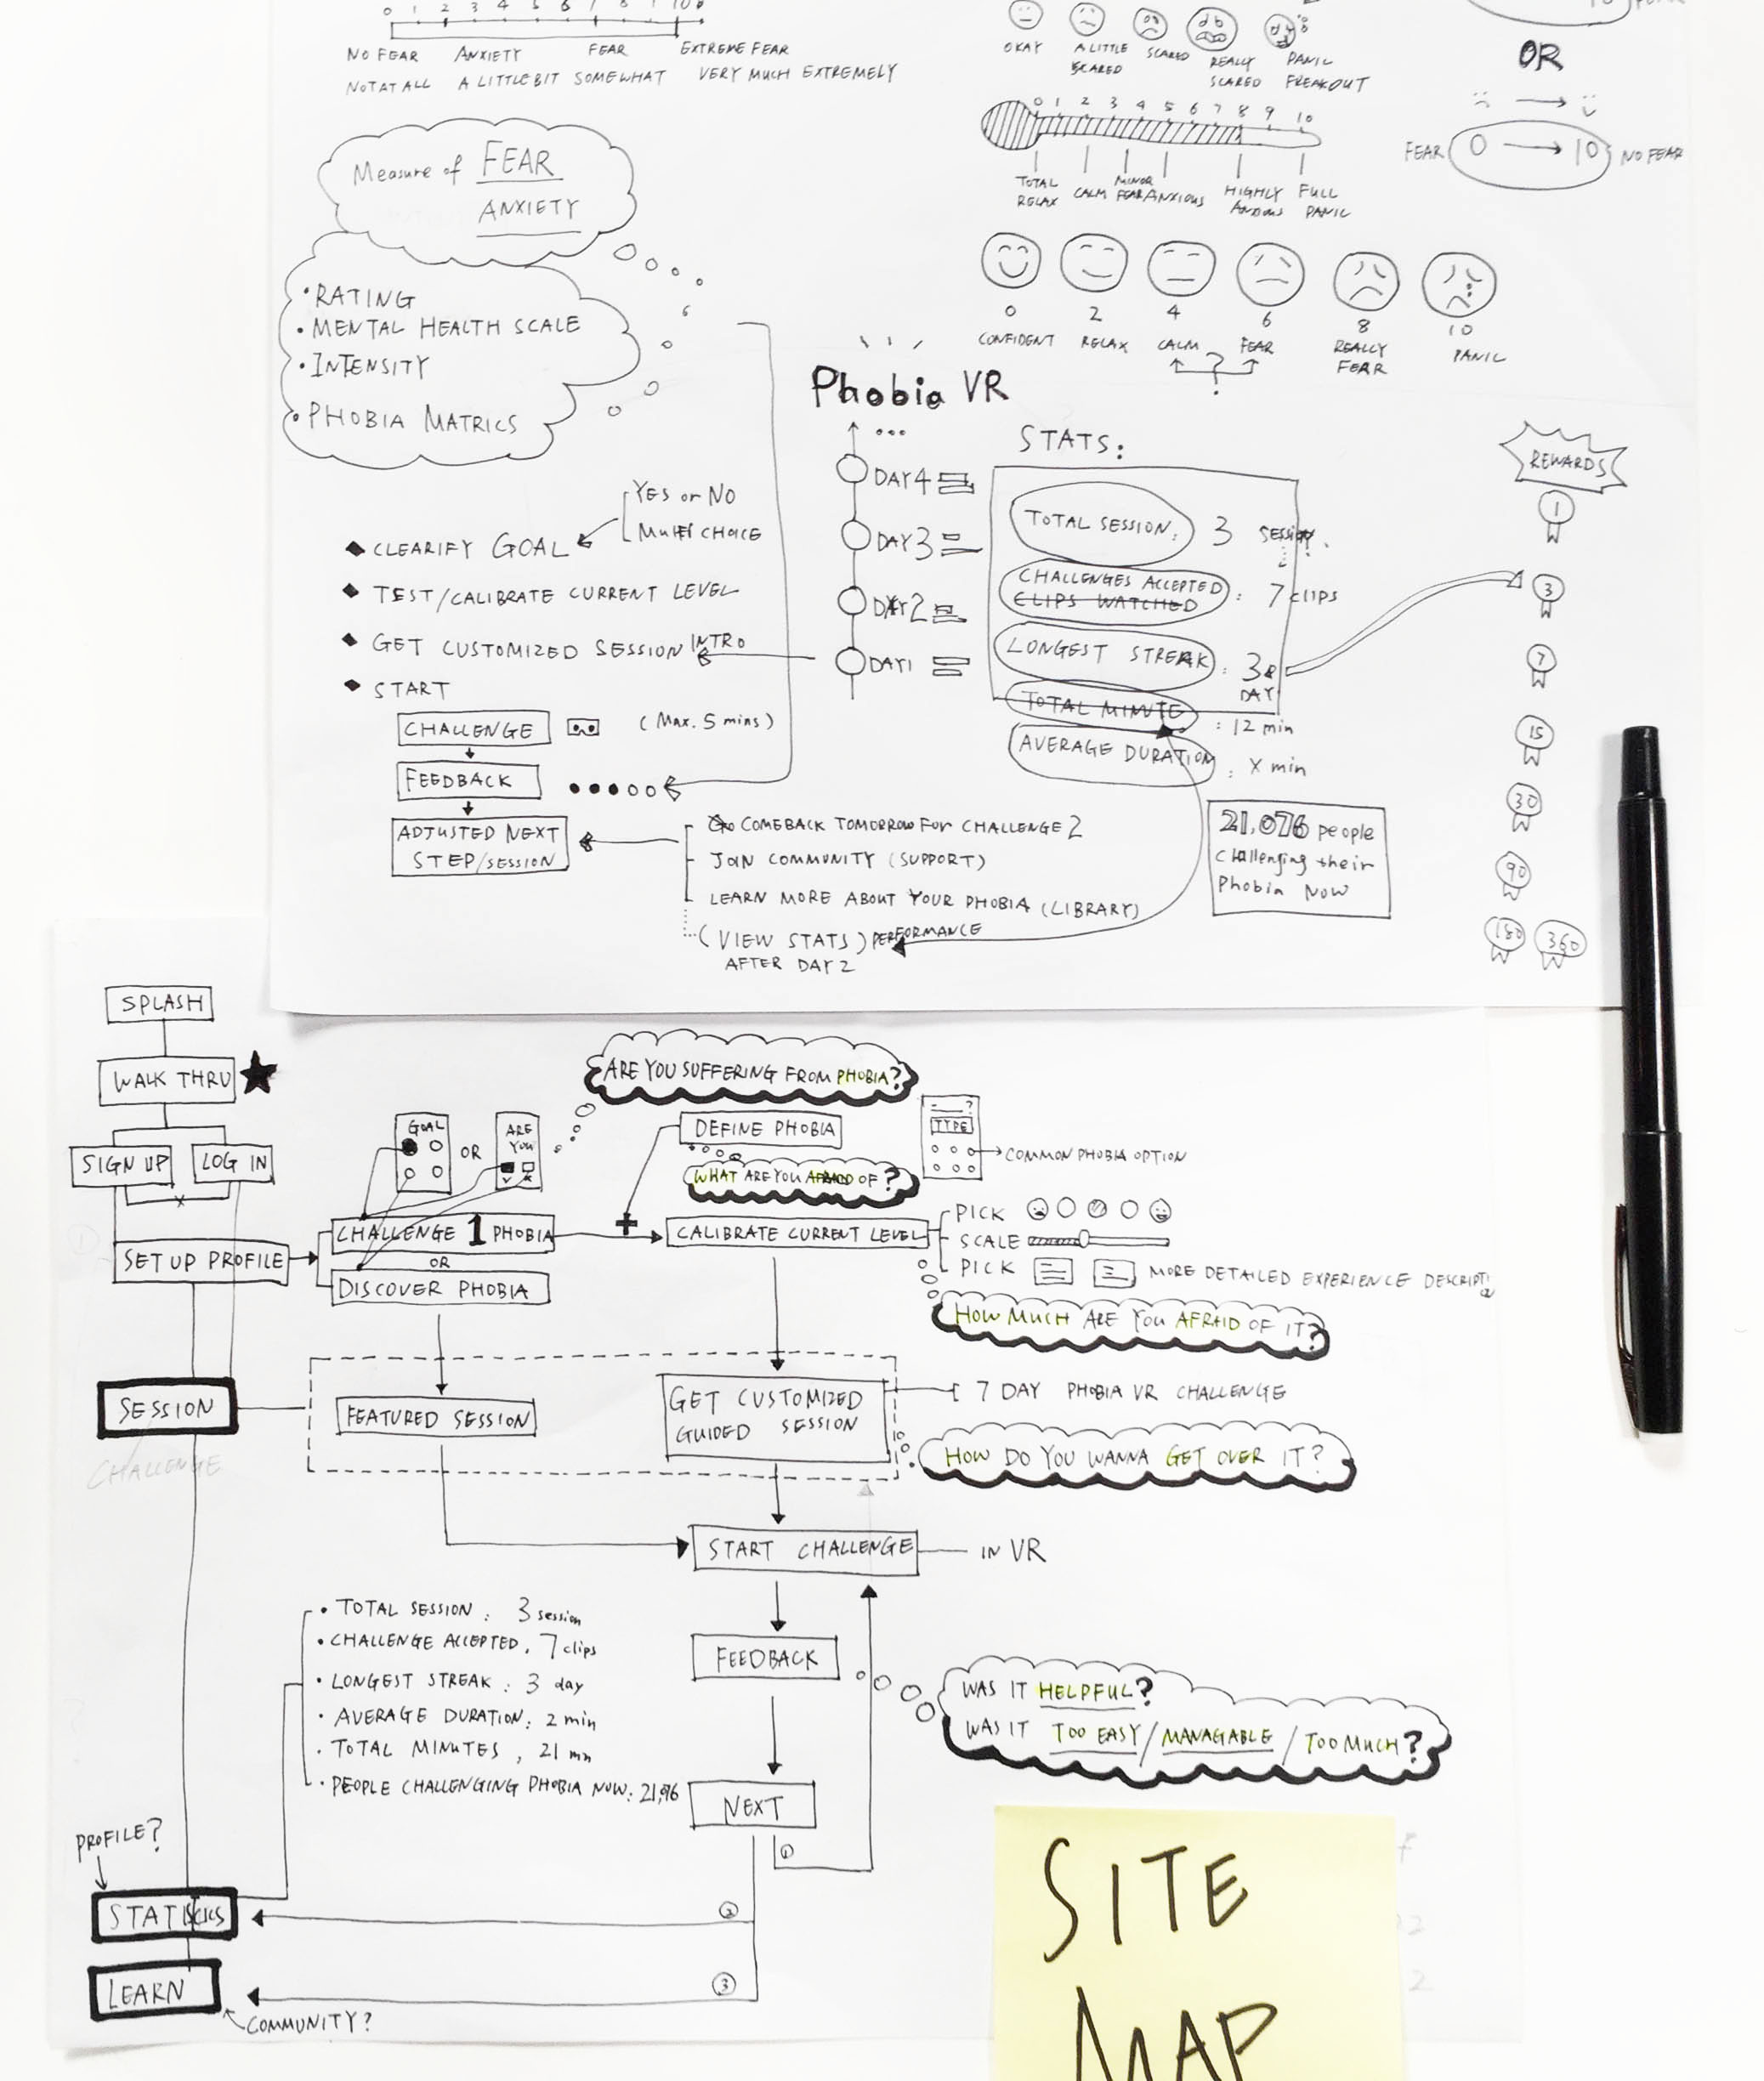 0 1 2 3 4 5 6 7 8 9 10
NO FEAR ANXIETY FEAR EXTREME FEAR
NOT AT ALL A LITTLE BIT SOMEWHAT VERY MUCH EXTREMELY
OKAY
A LITTLE
SCARED
SCARED
REALLY
SCARED
PANIC
FREAKOUT
OR
FEAR 0 → 10 NO FEAR
0 1 2 3 4 5 6 7 8 9 10
TOTAL
RELAX
CALM
MINOR
FEAR
ANXIOUS
HIGHLY
ANXIOUS
FULL
PANIC
Measure of FEAR
ANXIETY
• RATING
• MENTAL HEALTH SCALE
• INTENSITY
• PHOBIA MATRICS
0 2 4 6 8 10
CONFIDENT RELAX CALM FEAR
REALLY
FEAR
PANIC
?
Phobia VR
...
DAY 4
DAY 3
DAY 2
DAY 1
STATS:
TOTAL SESSION: 3 SESSION.
CHALLENGES ACCEPTED
CLIPS WATCHED : 7 CLIPS
LONGEST STREAK : 3
DAY
TOTAL MINUTE : 12 min
AVERAGE DURATION : X min
21,076 people
challenging their
Phobia Now
REWARDS
1
3
7
15
30
90
180 360
YES or NO
MULTI CHOICE
◆ CLEARIFY GOAL
◆ TEST/CALIBRATE CURRENT LEVEL
◆ GET CUSTOMIZED SESSION INTRO
◆ START
CHALLENGE (Max. 5 mins)
FEEDBACK
ADJUSTED NEXT
STEP/SESSION
COMEBACK TOMORROW FOR CHALLENGE 2
JOIN COMMUNITY (SUPPORT)
LEARN MORE ABOUT YOUR PHOBIA (LIBRARY)
(VIEW STATS) PERFORMANCE
AFTER DAY 2
SPLASH
WALK THRU
SIGN UP
LOG IN
x
SET UP PROFILE
GOAL
OR
ARE
YOU
ARE YOU SUFFERING FROM PHOBIA?
DEFINE PHOBIA
WHAT ARE YOU AFRAID OF?
?
TYPE
COMMON PHOBIA OPTION
CHALLENGE 1 PHOBIA
OR
DISCOVER PHOBIA
+
CALIBRATE CURRENT LEVEL
PICK
SCALE
PICK MORE DETAILED EXPERIENCE DESCRIPT
HOW MUCH ARE YOU AFRAID OF IT?
SESSION
CHALLENGE
FEATURED SESSION
GET CUSTOMIZED
GUIDED SESSION
7 DAY PHOBIA VR CHALLENGE
HOW DO YOU WANNA GET OVER IT?
START CHALLENGE IN VR
FEEDBACK
WAS IT HELPFUL?
WAS IT TOO EASY / MANAGABLE / TOO MUCH?
NEXT
①
②
③
• TOTAL SESSION : 3 session
• CHALLENGE ACCEPTED. 7 clips
• LONGEST STREAK : 3 day
• AVERAGE DURATION: 2 min
• TOTAL MINUTES , 21 mn
• PEOPLE CHALLENGING PHOBIA NOW:
PROFILE?
STATISICS
LEARN
COMMUNITY?
SITE
MAP